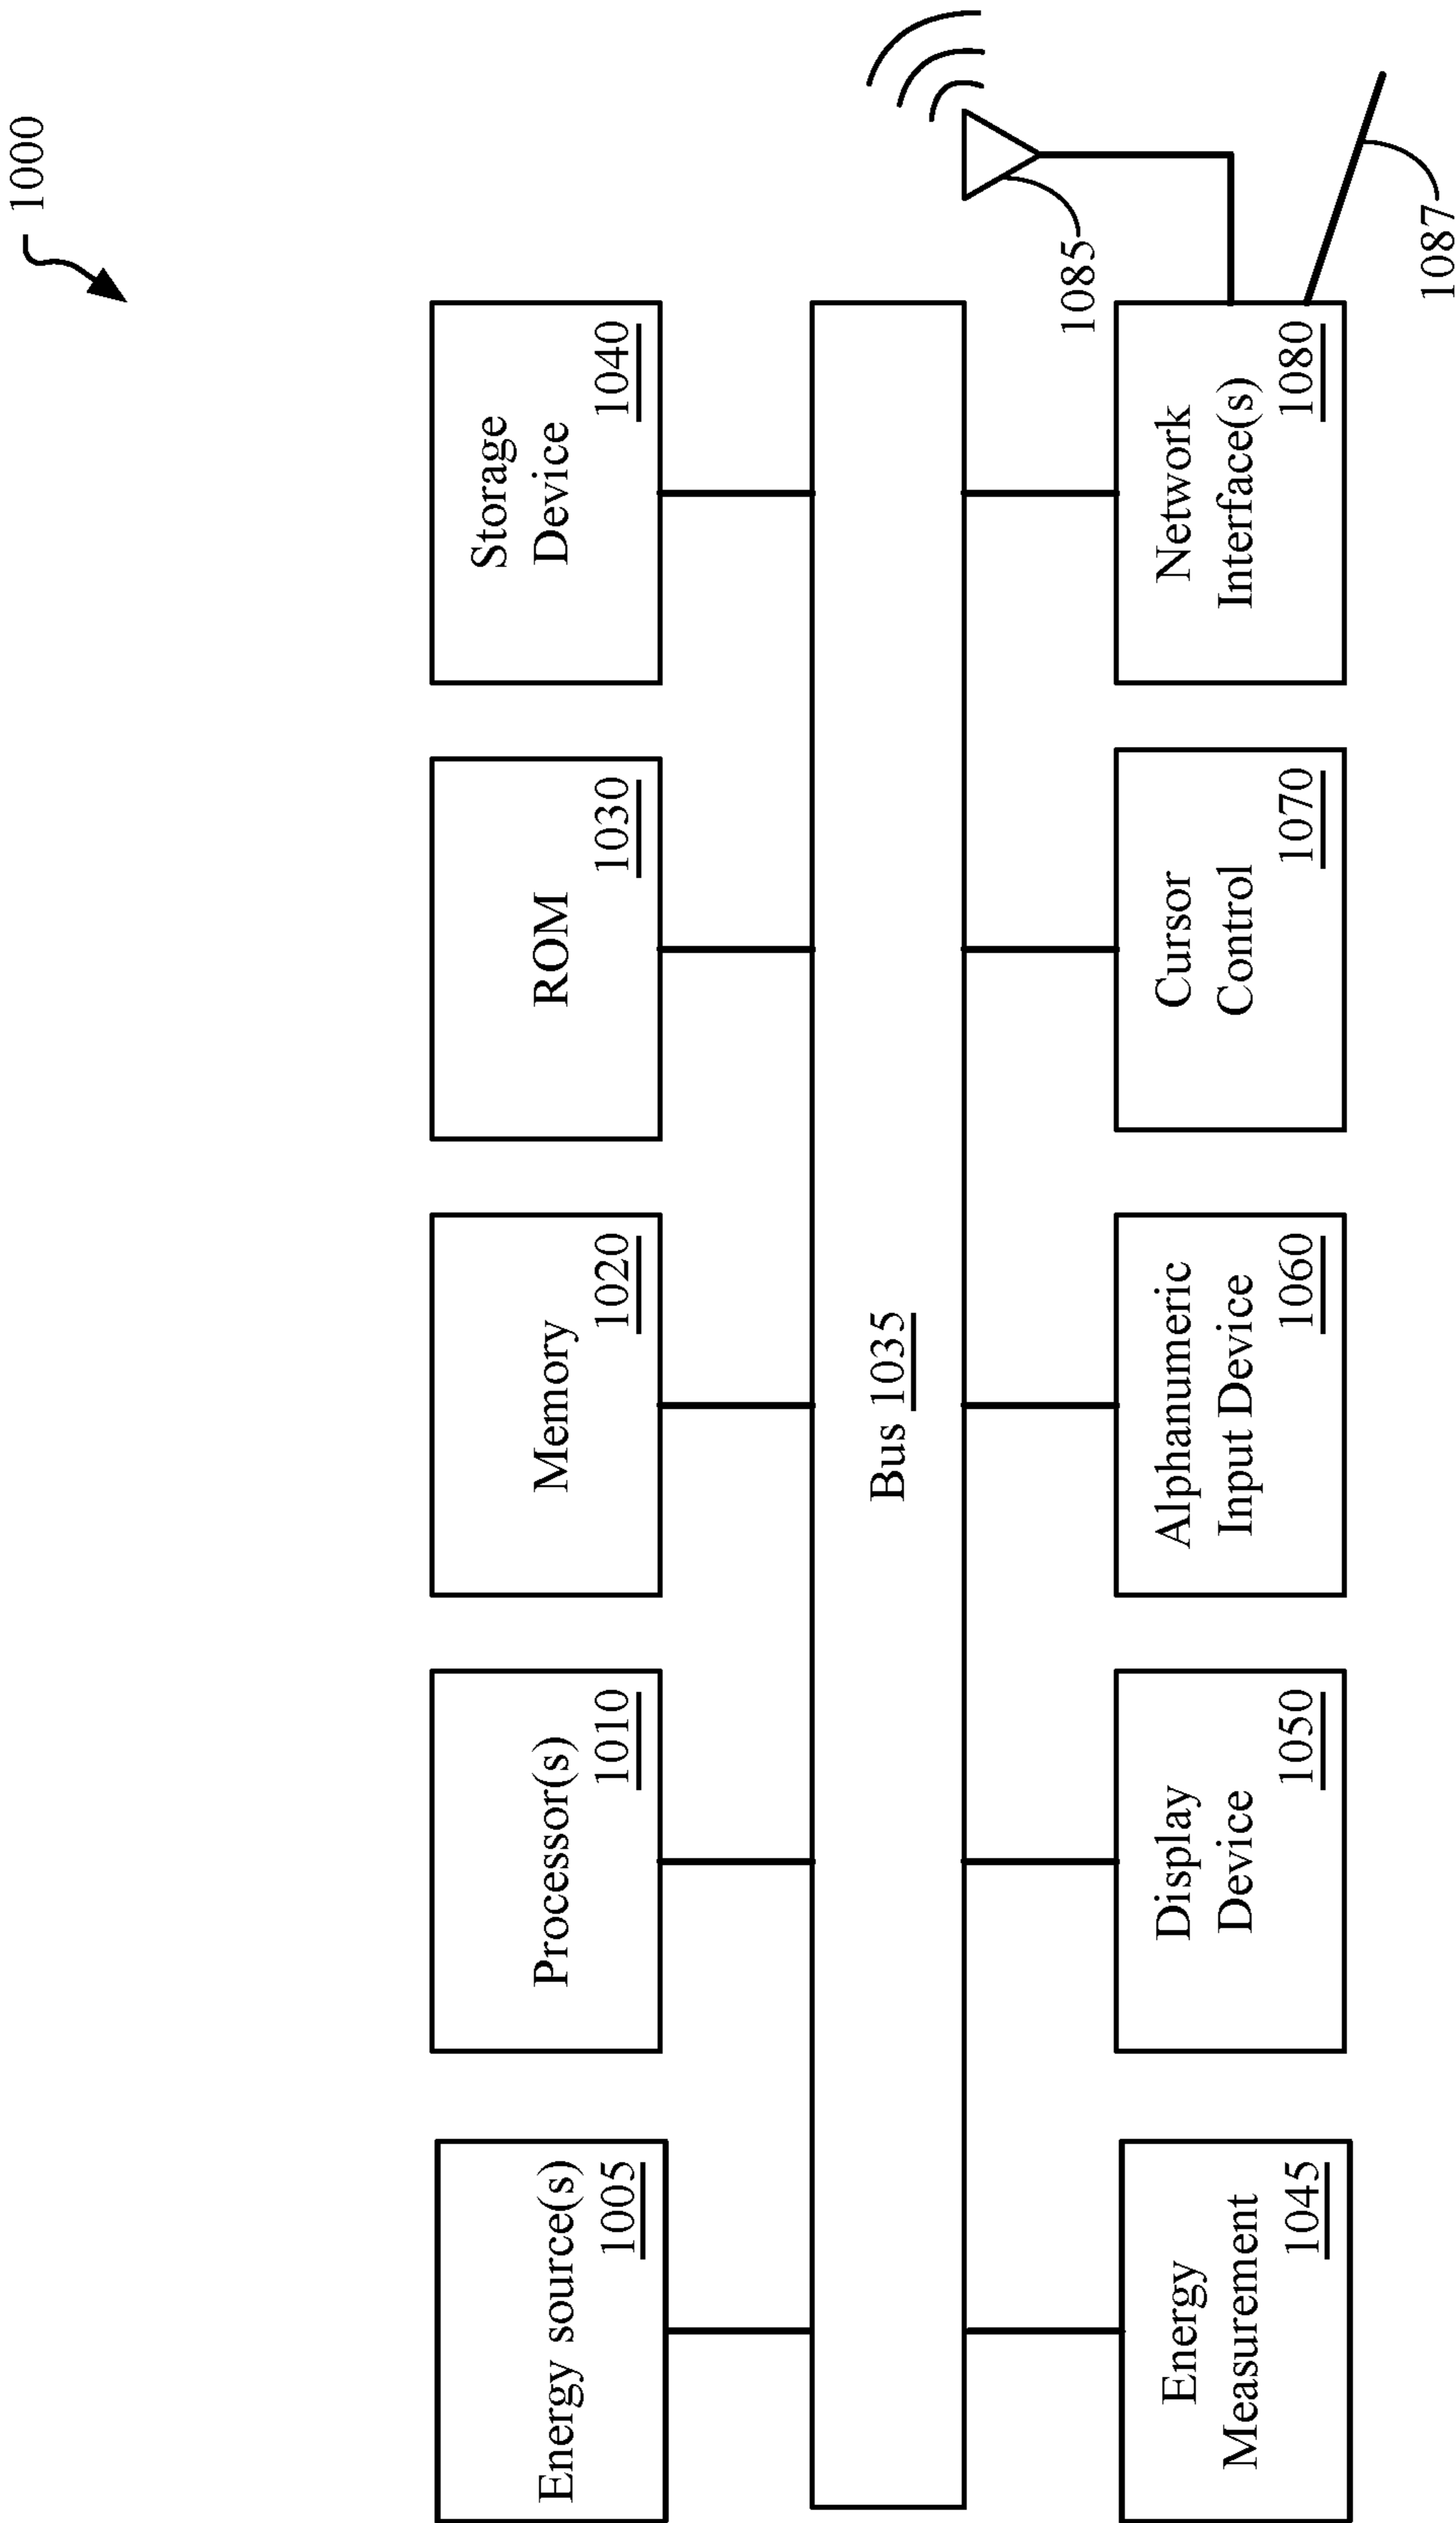 1000
Energy source(s)
1005
Processor(s)
1010
Memory
1020
ROM
1030
Storage
Device
1040
Bus 1035
Energy
Measurement
1045
Display
Device
1050
Alphanumeric
Input Device
1060
Cursor
Control
1070
Network
Interface(s)
1080
1085
1087